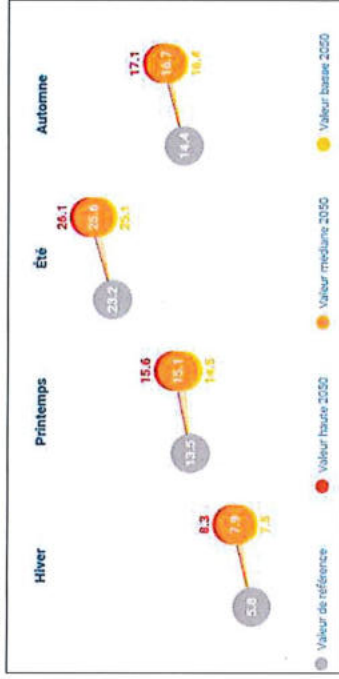 Hiver Printemps Été Automne
8.3 15.6 26.1 17.1
5.8 7.9 13.5 15.1 23.2 25.6 14.4 16.7
7.5 14.5 25.1 16.4
Valeur de référence Valeur haute 2050 Valeur médiane 2050 Valeur basse 2050